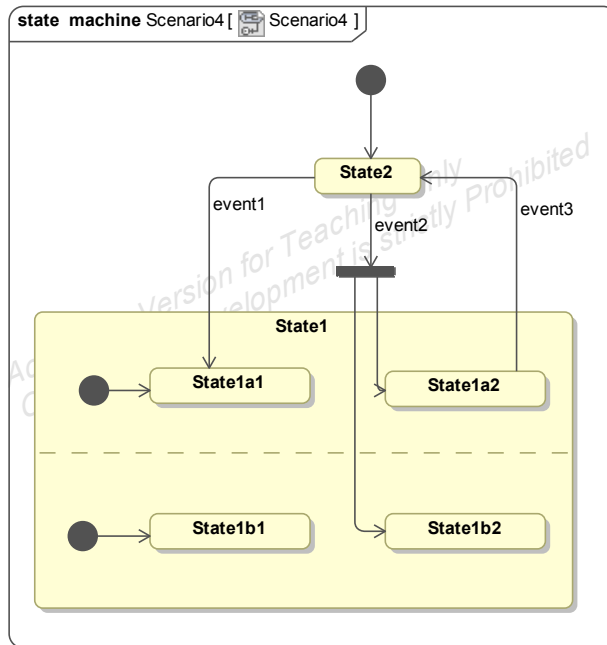 state machine Scenario4 [ Scenario4 ]
State2
event1
event2
event3
Version for Teaching Only
development is strictly Prohibited
State1
State1a1
State1a2
State1b1
State1b2